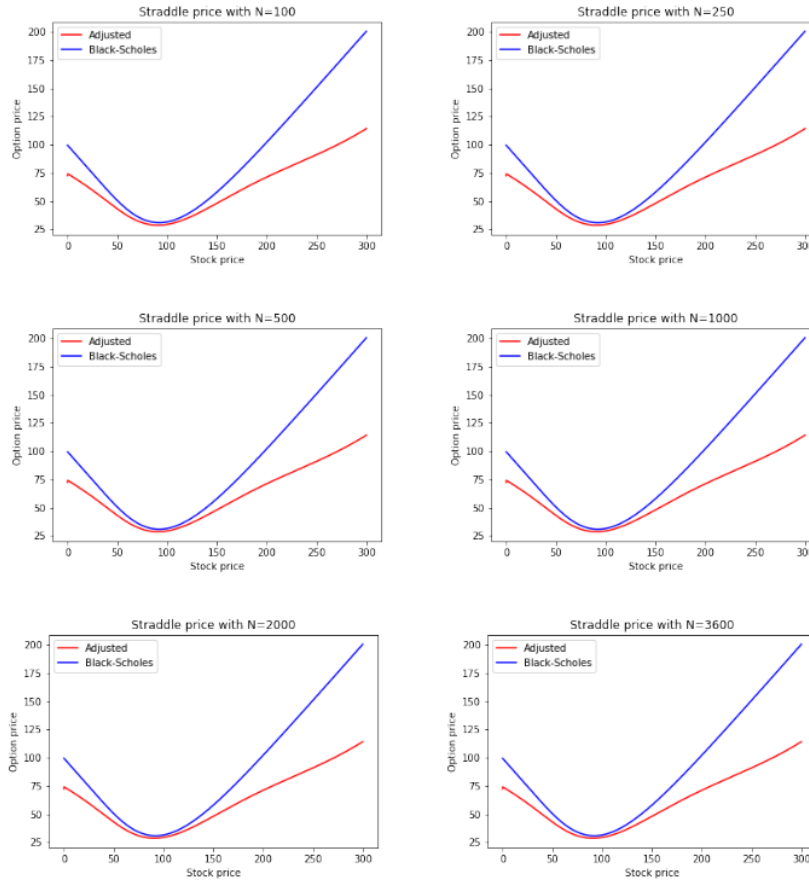 Straddle price with N=100
Adjusted
Black-Scholes
200
175
150
125
100
75
50
25
Option price
0 50 100 150 200 250 300
Stock price
Straddle price with N=250
Adjusted
Black-Scholes
200
175
150
125
100
75
50
25
Option price
0 50 100 150 200 250 300
Stock price
Straddle price with N=500
Adjusted
Black-Scholes
200
175
150
125
100
75
50
25
Option price
0 50 100 150 200 250 300
Stock price
Straddle price with N=1000
Adjusted
Black-Scholes
200
175
150
125
100
75
50
25
Option price
0 50 100 150 200 250 300
Stock price
Straddle price with N=2000
Adjusted
Black-Scholes
200
175
150
125
100
75
50
25
Option price
0 50 100 150 200 250 300
Stock price
Straddle price with N=3600
Adjusted
Black-Scholes
200
175
150
125
100
75
50
25
Option price
0 50 100 150 200 250 300
Stock price